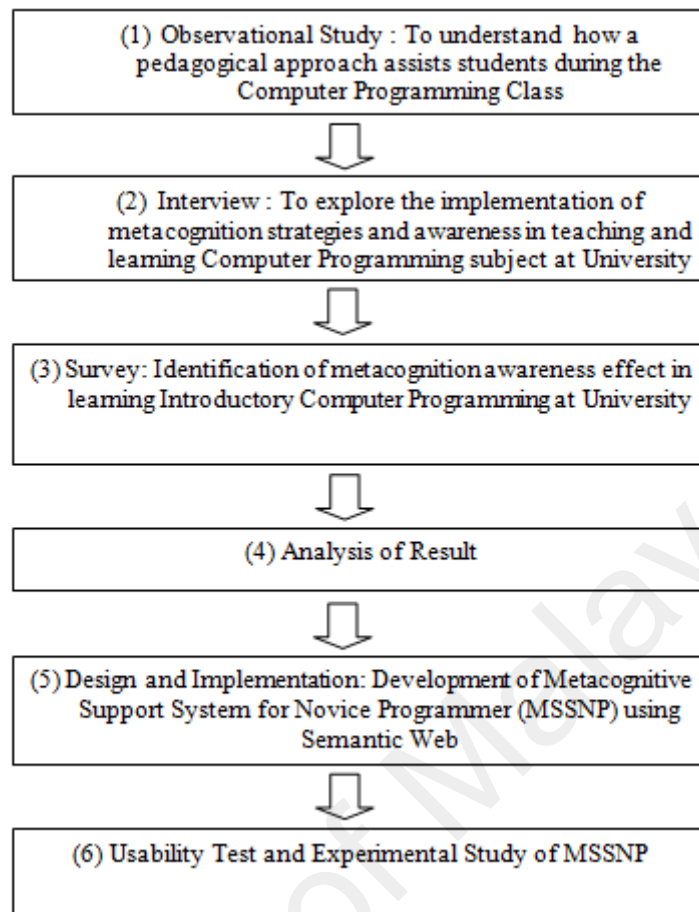 (1) Observational Study : To understand how a
pedagogical approach assists students during the
Computer Programming Class
(2) Interview : To explore the implementation of
metacognition strategies and awareness in teaching and
learning Computer Programming subject at University
(3) Survey: Identification of metacognition awareness effect in
learning Introductory Computer Programming at University
(4) Analysis of Result
(5) Design and Implementation: Development of Metacognitive
Support System for Novice Programmer (MSSNP) using
Semantic Web
(6) Usability Test and Experimental Study of MSSNP
of Malay